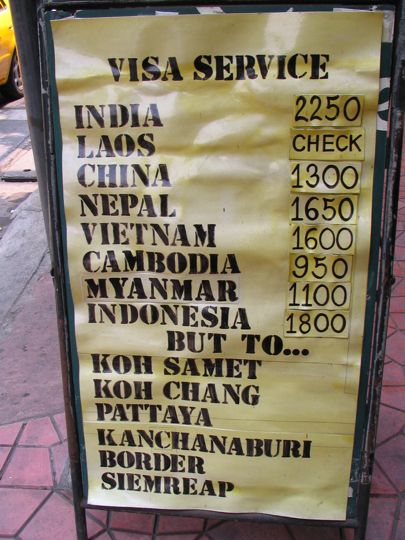 VISA SERVICE
INDIA 2250
LAOS CHECK
CHINA 1300
NEPAL 1650
VIETNAM 1600
CAMBODIA 950
MYANMAR 1100
INDONESIA 1800
BUT TO...
KOH SAMET
KOH CHANG
PATTAYA
KANCHANABURI
BORDER
SIEMREAP